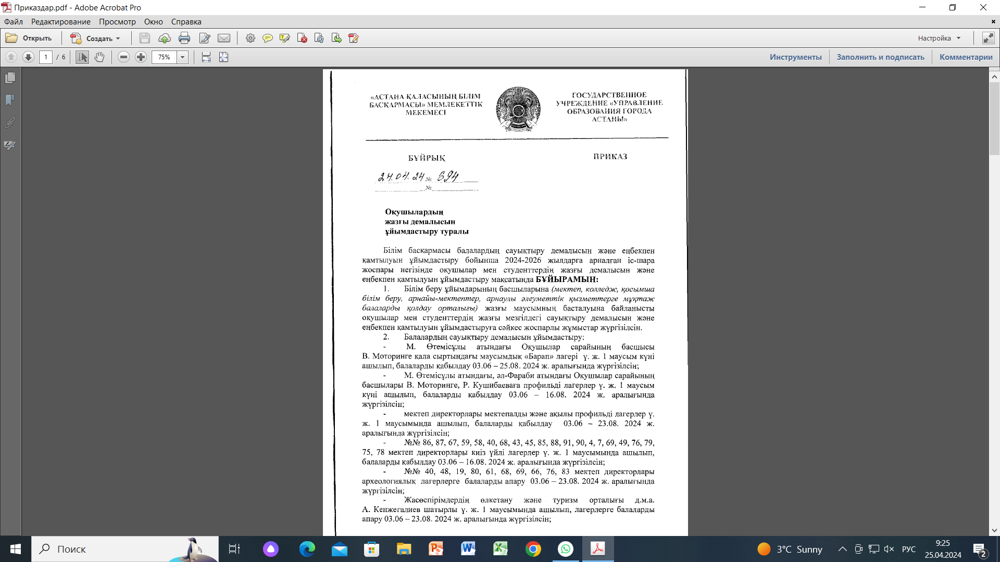 Приказдар.pdf - Adobe Acrobat Pro
Файл Редактирование Просмотр Окно Справка
Открыть Создать Настройка
1 / 6 75% Инструменты Заполнить и подписать Комментарии
«АСТАНА ҚАЛАСЫНЫҢ БІЛІМ
БАСҚАРМАСЫ» МЕМЛЕКЕТТІК
МЕКЕМЕСІ
ГОСУДАРСТВЕННОЕ
УЧРЕЖДЕНИЕ «УПРАВЛЕНИЕ
ОБРАЗОВАНИЯ ГОРОДА
АСТАНЫ»
БҰЙРЫҚ
ПРИКАЗ
24.04.24 №
№
Оқушылардың
жазғы демалысын
ұйымдастыру туралы
Білім басқармасы балалардың сауықтыру демалысын және еңбекпен
қамтылуын ұйымдастыру бойынша 2024-2026 жылдарға арналған іс-шара
жоспары негізінде оқушылар мен студенттердің жазғы демалысын және
еңбекпен қамтылуын ұйымдастыру мақсатында БҰЙЫРАМЫН:
1. Білім беру ұйымдарының басшыларына (мектеп, колледж, қосымша
білім беру, арнайы-мектептер, арнаулы әлеуметтік қызметтерге мұқтаж
балаларды қолдау орталығы) жазғы маусымның басталуына байланысты
оқушылар мен студенттердің жазғы мезгілдегі сауықтыру демалысын және
еңбекпен қамтылуын ұйымдастыруға сәйкес жоспарлы жұмыстар жүргізілсін.
2. Балалардың сауықтыру демалысын ұйымдастыру:
- М. Өтемісұлы атындағы Оқушылар сарайының басшысы
В. Моторинге қала сыртындағы маусымдық «Барап» лагері ү. ж. 1 маусым күні
ашылып, балаларды қабылдау 03.06 – 25.08. 2024 ж. аралығында жүргізілсін;
- М. Өтемісұлы атындағы, әл-Фараби атындағы Оқушылар сарайының
басшылары В. Моторинге, Р. Кушибаеваға профильді лагерлер ү. ж. 1 маусым
күні ашылып, балаларды қабылдау 03.06 – 16.08. 2024 ж. аралығында
жүргізілсін;
- мектеп директорлары мектепалды және ақылы профильді лагерлер ү.
ж. 1 маусымында ашылып, балаларды қабылдау 03.06 – 23.08. 2024 ж.
аралығында жүргізілсін;
- №№ 86, 87, 67, 59, 58, 40, 68, 43, 45, 85, 88, 91, 90, 4, 7, 69, 49, 76, 79,
75, 78 мектеп директорлары киіз үйлі лагерлер ү. ж. 1 маусымында ашылып,
балаларды қабылдау 03.06 – 16.08. 2024 ж. аралығында жүргізілсін;
- №№ 40, 48, 19, 80, 61, 68, 69, 66, 76, 83 мектеп директорлары
археологиялық лагерлерге балаларды апару 03.06 – 23.08. 2024 ж. аралығында
жүргізілсін;
- Жасөспірімдердің өлкетану және туризм орталығы д.м.а.
А. Кенжегалиев шатырлы ү. ж. 1 маусымында ашылып, лагерлерге балаларды
апару 03.06 – 23.08. 2024 ж. аралығында жүргізілсін;
Поиск
3°C Sunny
РУС
9:25
25.04.2024
2